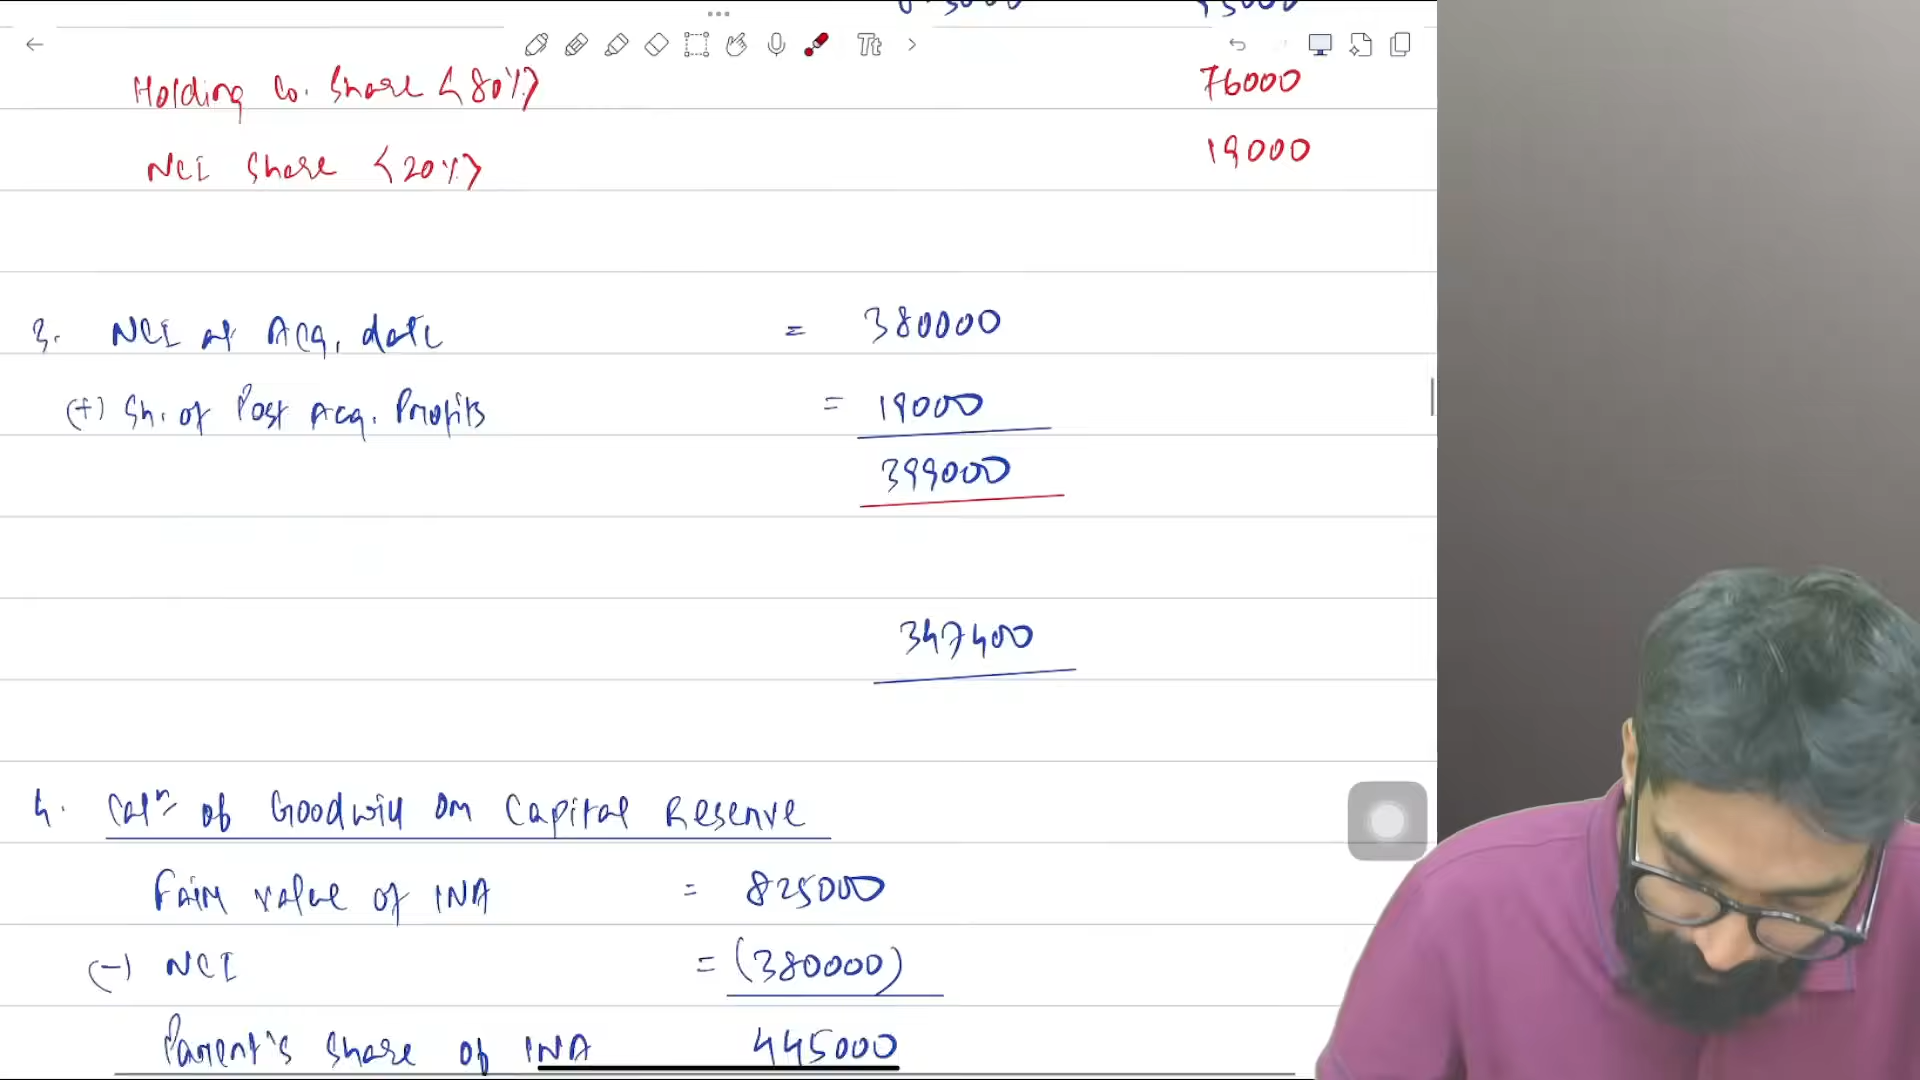 Tt
Holding Co. Share <80%> 76000
NCI Share <20%> 19000
3. NCI at Acq. date = 380000
(+) Sh. of Post Acq. Profits = 19000
399000
347400
4. Calⁿ= of Goodwill or Capital Reserve
Fair value of INA = 825000
(-) NCI = (380000)
Parent's Share of INA 445000